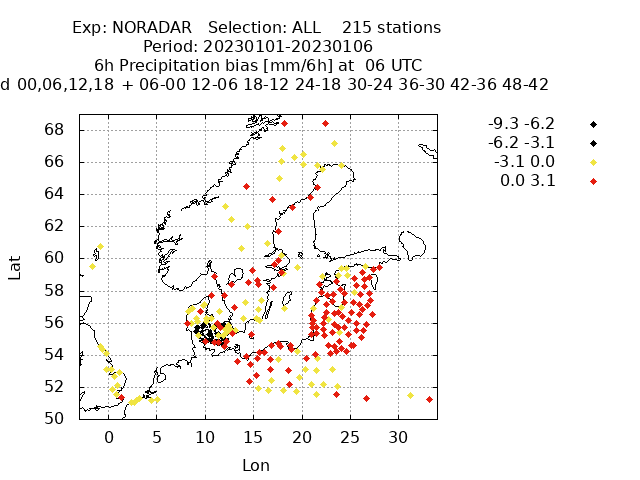 Exp: NORADAR Selection: ALL 215 stations
Period: 20230101-20230106
6h Precipitation bias [mm/6h] at 06 UTC
d 00,06,12,18 + 06-00 12-06 18-12 24-18 30-24 36-30 42-36 48-42
-9.3 -6.2
-6.2 -3.1
-3.1 0.0
0.0 3.1
68
66
64
62
60
58
56
54
52
50
Lat
0 5 10 15 20 25 30
Lon